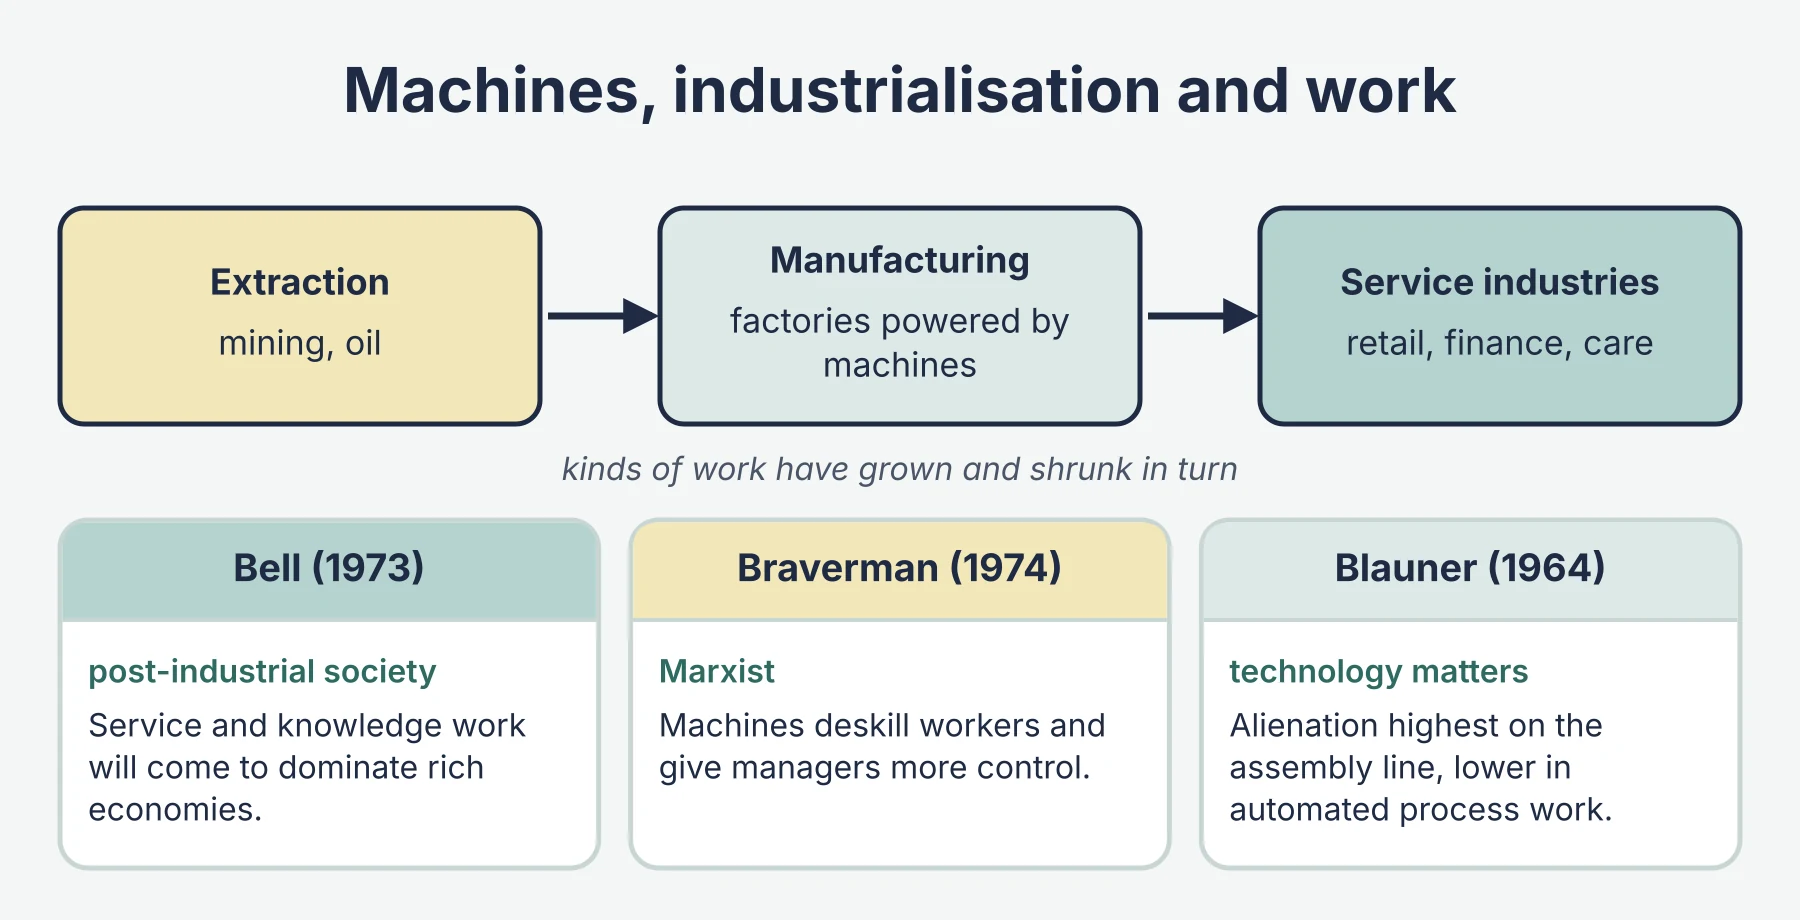 Machines, industrialisation and work
Extraction
mining, oil
Manufacturing
factories powered by
machines
Service industries
retail, finance, care
kinds of work have grown and shrunk in turn
Bell (1973)
post-industrial society
Service and knowledge work
will come to dominate rich
economies.
Braverman (1974)
Marxist
Machines deskill workers and
give managers more control.
Blauner (1964)
technology matters
Alienation highest on the
assembly line, lower in
automated process work.